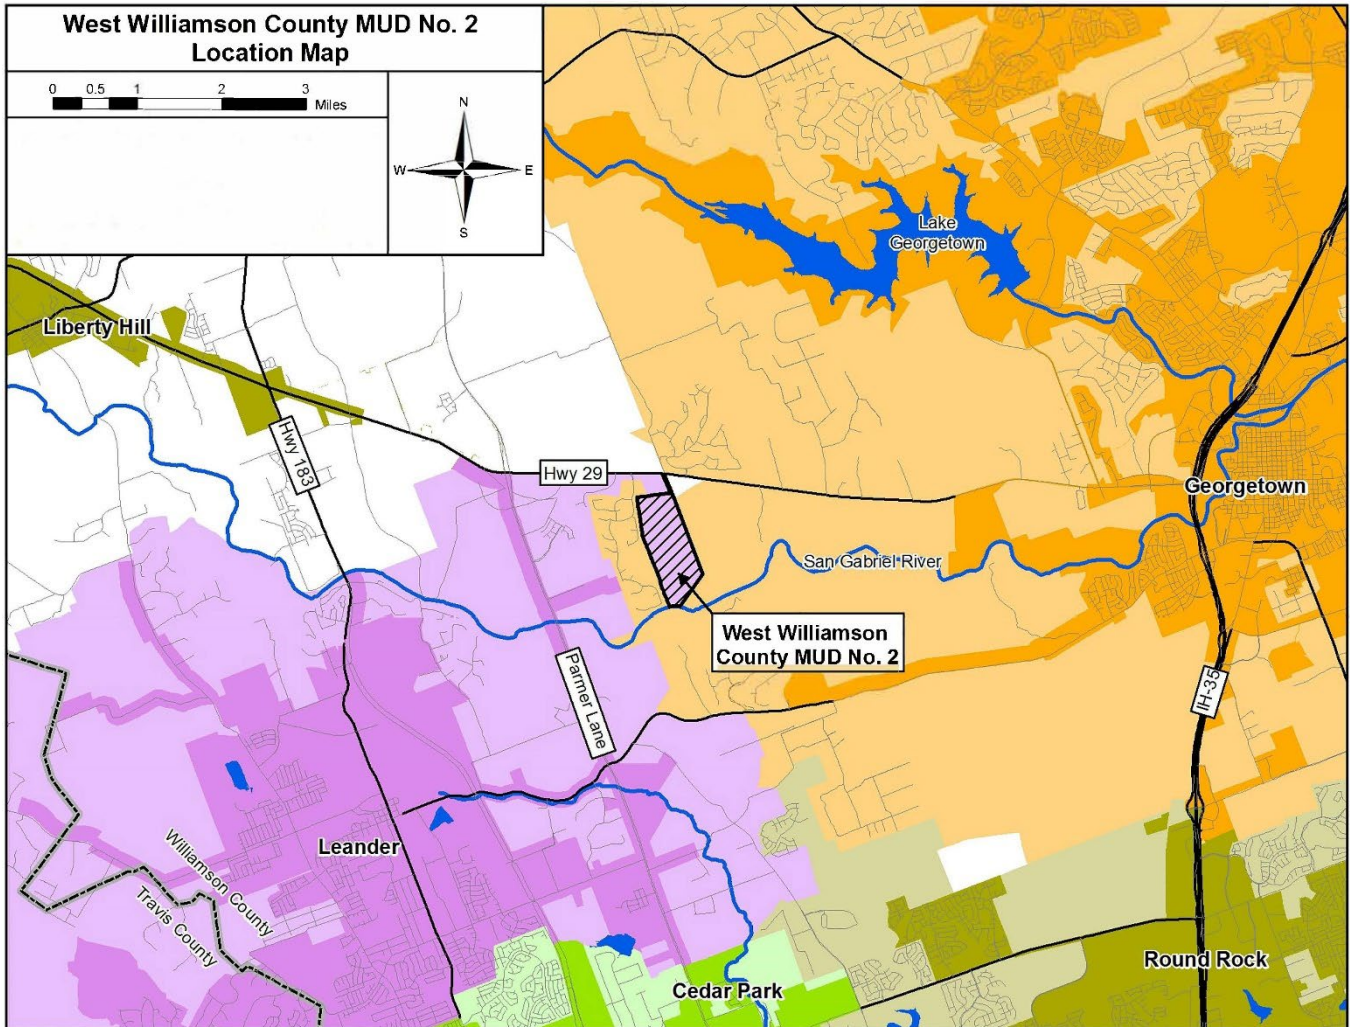 West Williamson County MUD No. 2
Location Map
0 0.5 1 2 3
Miles
N
W E
S
Lake
Georgetown
Liberty Hill
Hwy 183
Hwy 29
Georgetown
San Gabriel River
West Williamson
County MUD No. 2
Parmer Lane
IH-35
Leander
Williamson County
Travis County
Round Rock
Cedar Park